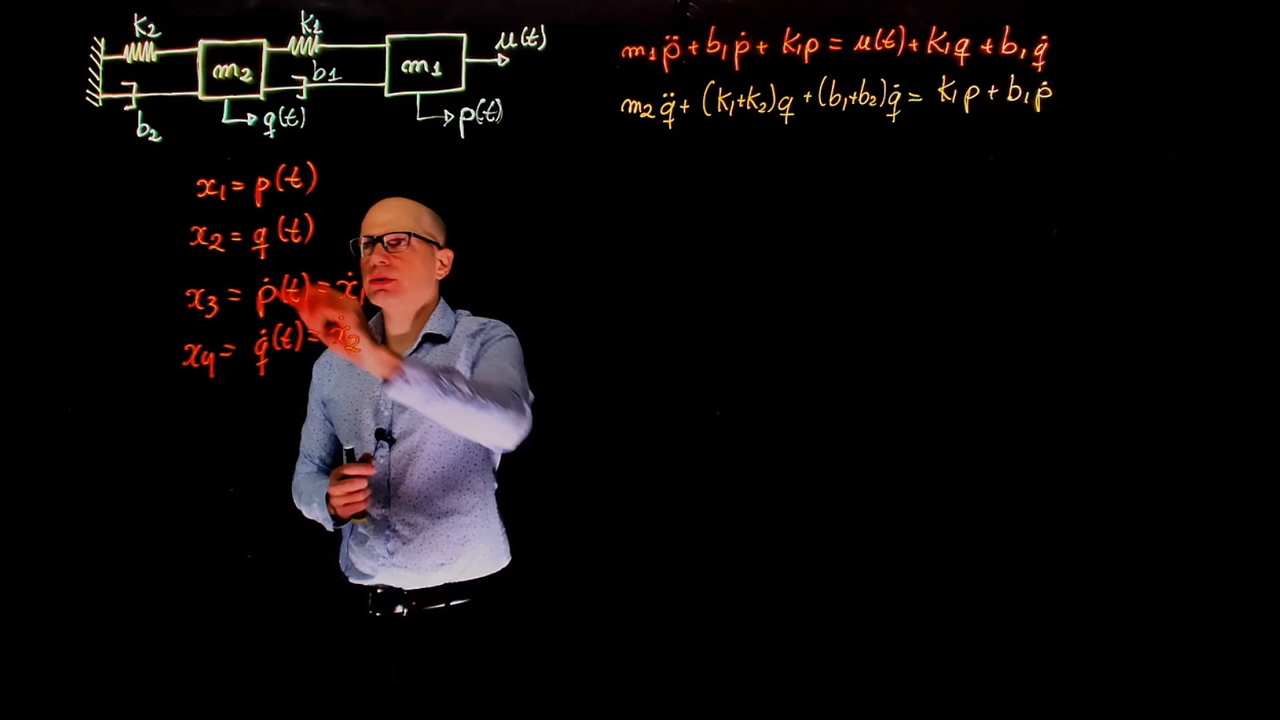 k₂ k₁ u(t)
m₂ b₁ m₁
b₂ q(t) p(t)
m₁p̈ + b₁ṗ + k₁p = u(t) + k₁q + b₁q̇
m₂q̈ + (k₁+k₂)q + (b₁+b₂)q̇ = k₁p + b₁ṗ
x₁ = p(t)
x₂ = q(t)
x₃ = ṗ(t) = ẋ₁
x₄ = q̇(t) = ẋ₂